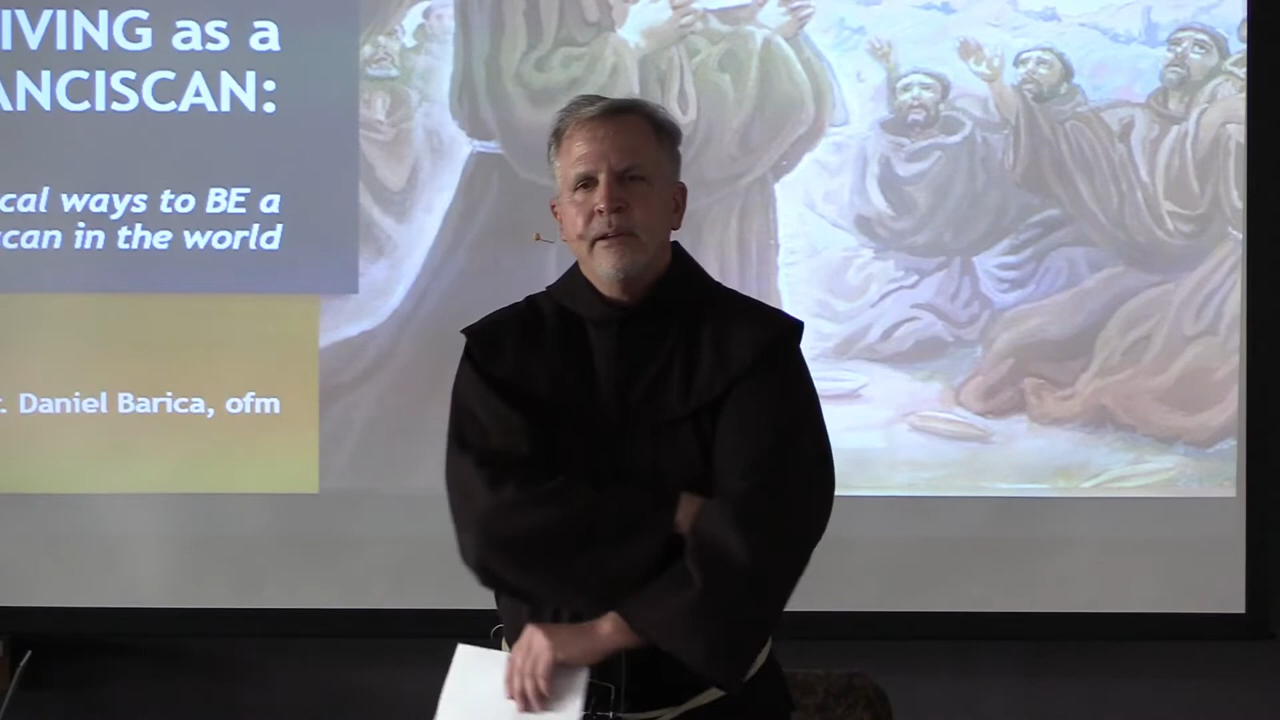 IVING as a
ANCISCAN:
cal ways to BE a
can in the world
. Daniel Barica, ofm